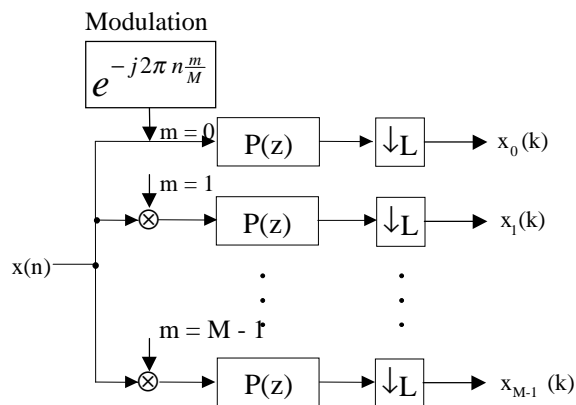 Modulation
e^{-j2π n m/M}
m = 0
P(z)
↓L
x_0 (k)
m = 1
P(z)
↓L
x_1 (k)
x(n)
m = M - 1
P(z)
↓L
x_{M-1} (k)